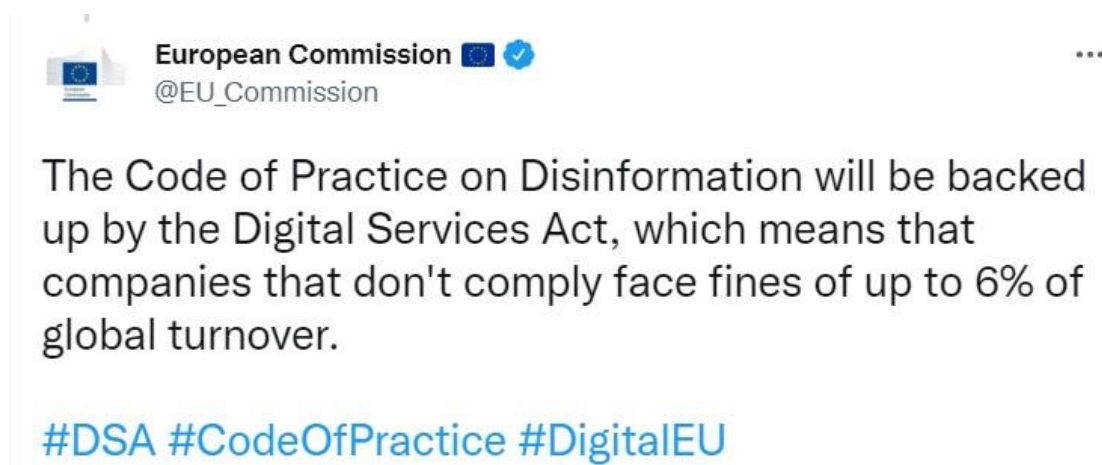 European Commission
@EU_Commission
The Code of Practice on Disinformation will be backed
up by the Digital Services Act, which means that
companies that don't comply face fines of up to 6% of
global turnover.
#DSA #CodeOfPractice #DigitalEU